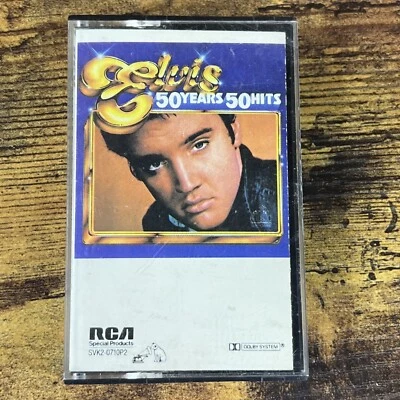 Elvis
50 YEARS 50 HITS
RCA
Special Products
SVK2-0710P2
DOLBY SYSTEM